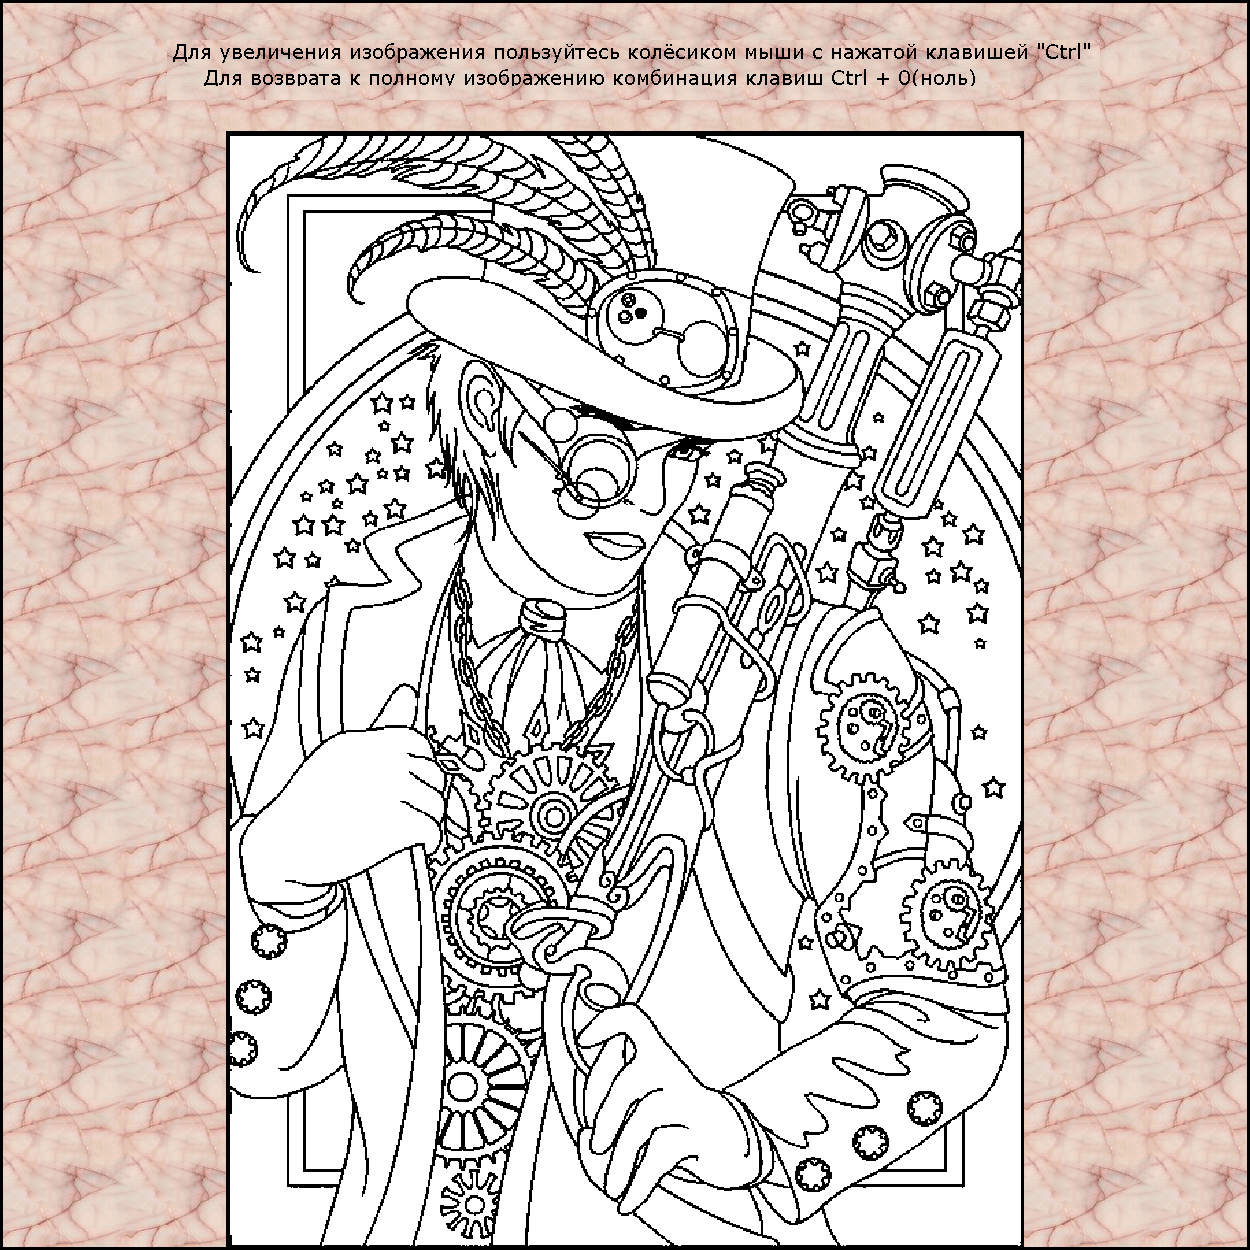 Для увеличения изображения пользуйтесь колёсиком мыши с нажатой клавишей "Ctrl"
Для возврата к полному изображению комбинация клавиш Ctrl + 0(ноль)